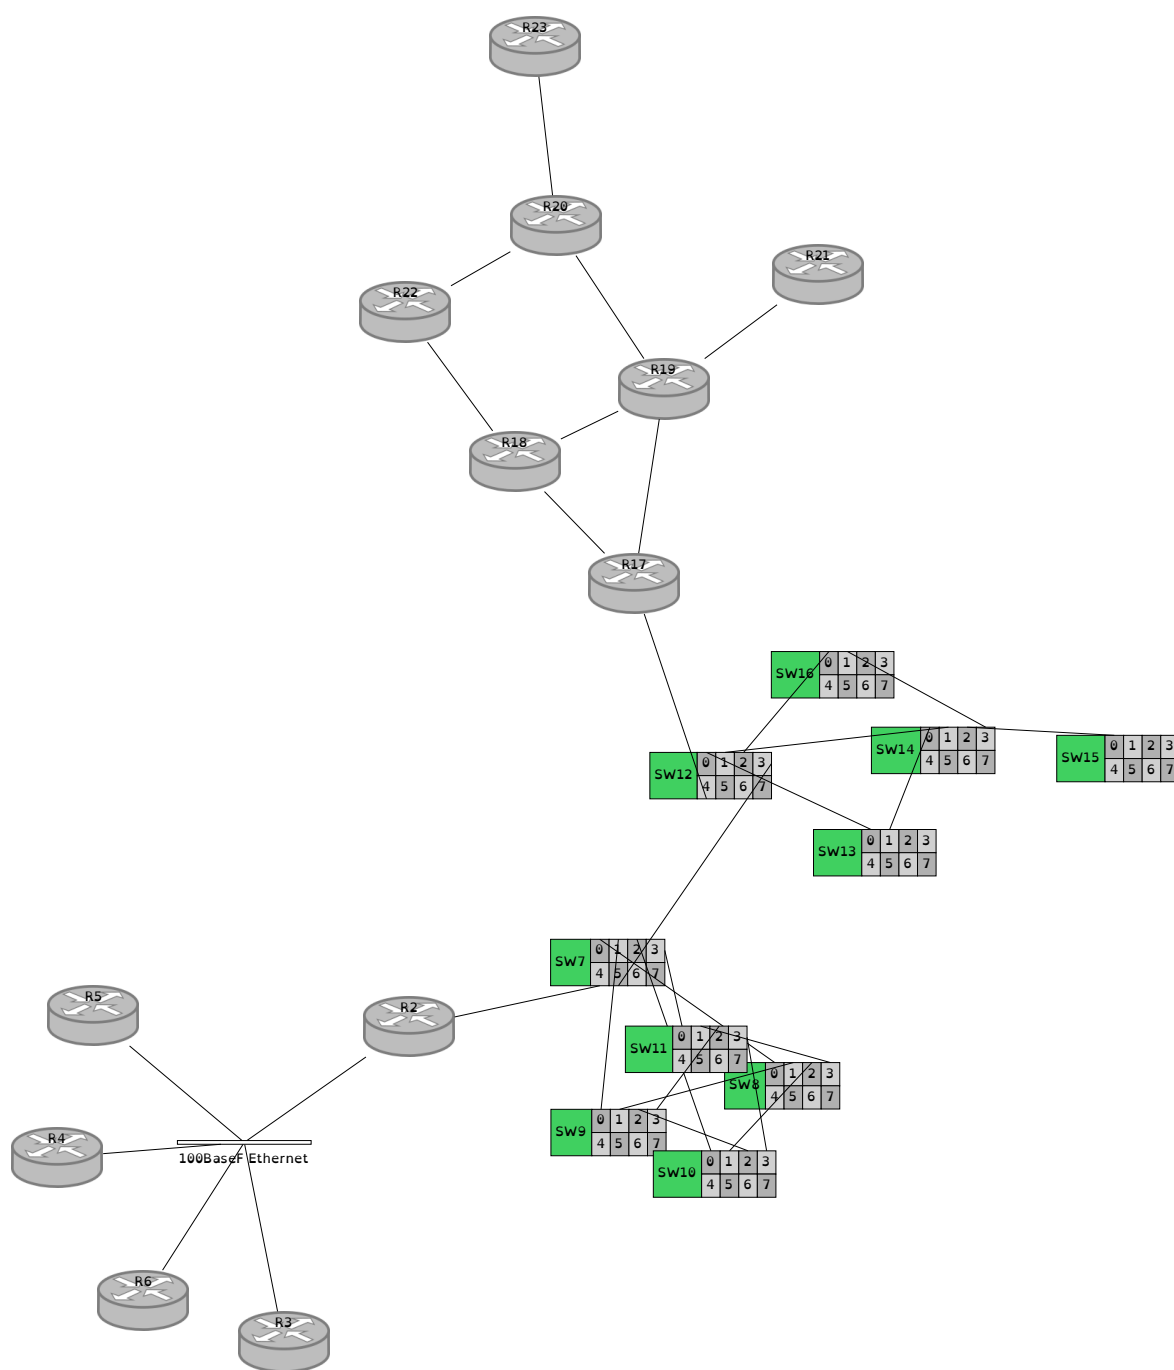 R23
R20
R21
R22
R19
R18
R17
SW16 0 1 2 3
4 5 6 7
SW14 0 1 2 3
4 5 6 7
SW15 0 1 2 3
4 5 6 7
SW12 0 1 2 3
4 5 6 7
SW13 0 1 2 3
4 5 6 7
SW7 0 1 2 3
4 5 6 7
R5
R2
SW11 0 1 2 3
4 5 6 7
SW8 0 1 2 3
4 5 6 7
SW9 0 1 2 3
4 5 6 7
R4
100BaseF Ethernet
SW10 0 1 2 3
4 5 6 7
R6
R3